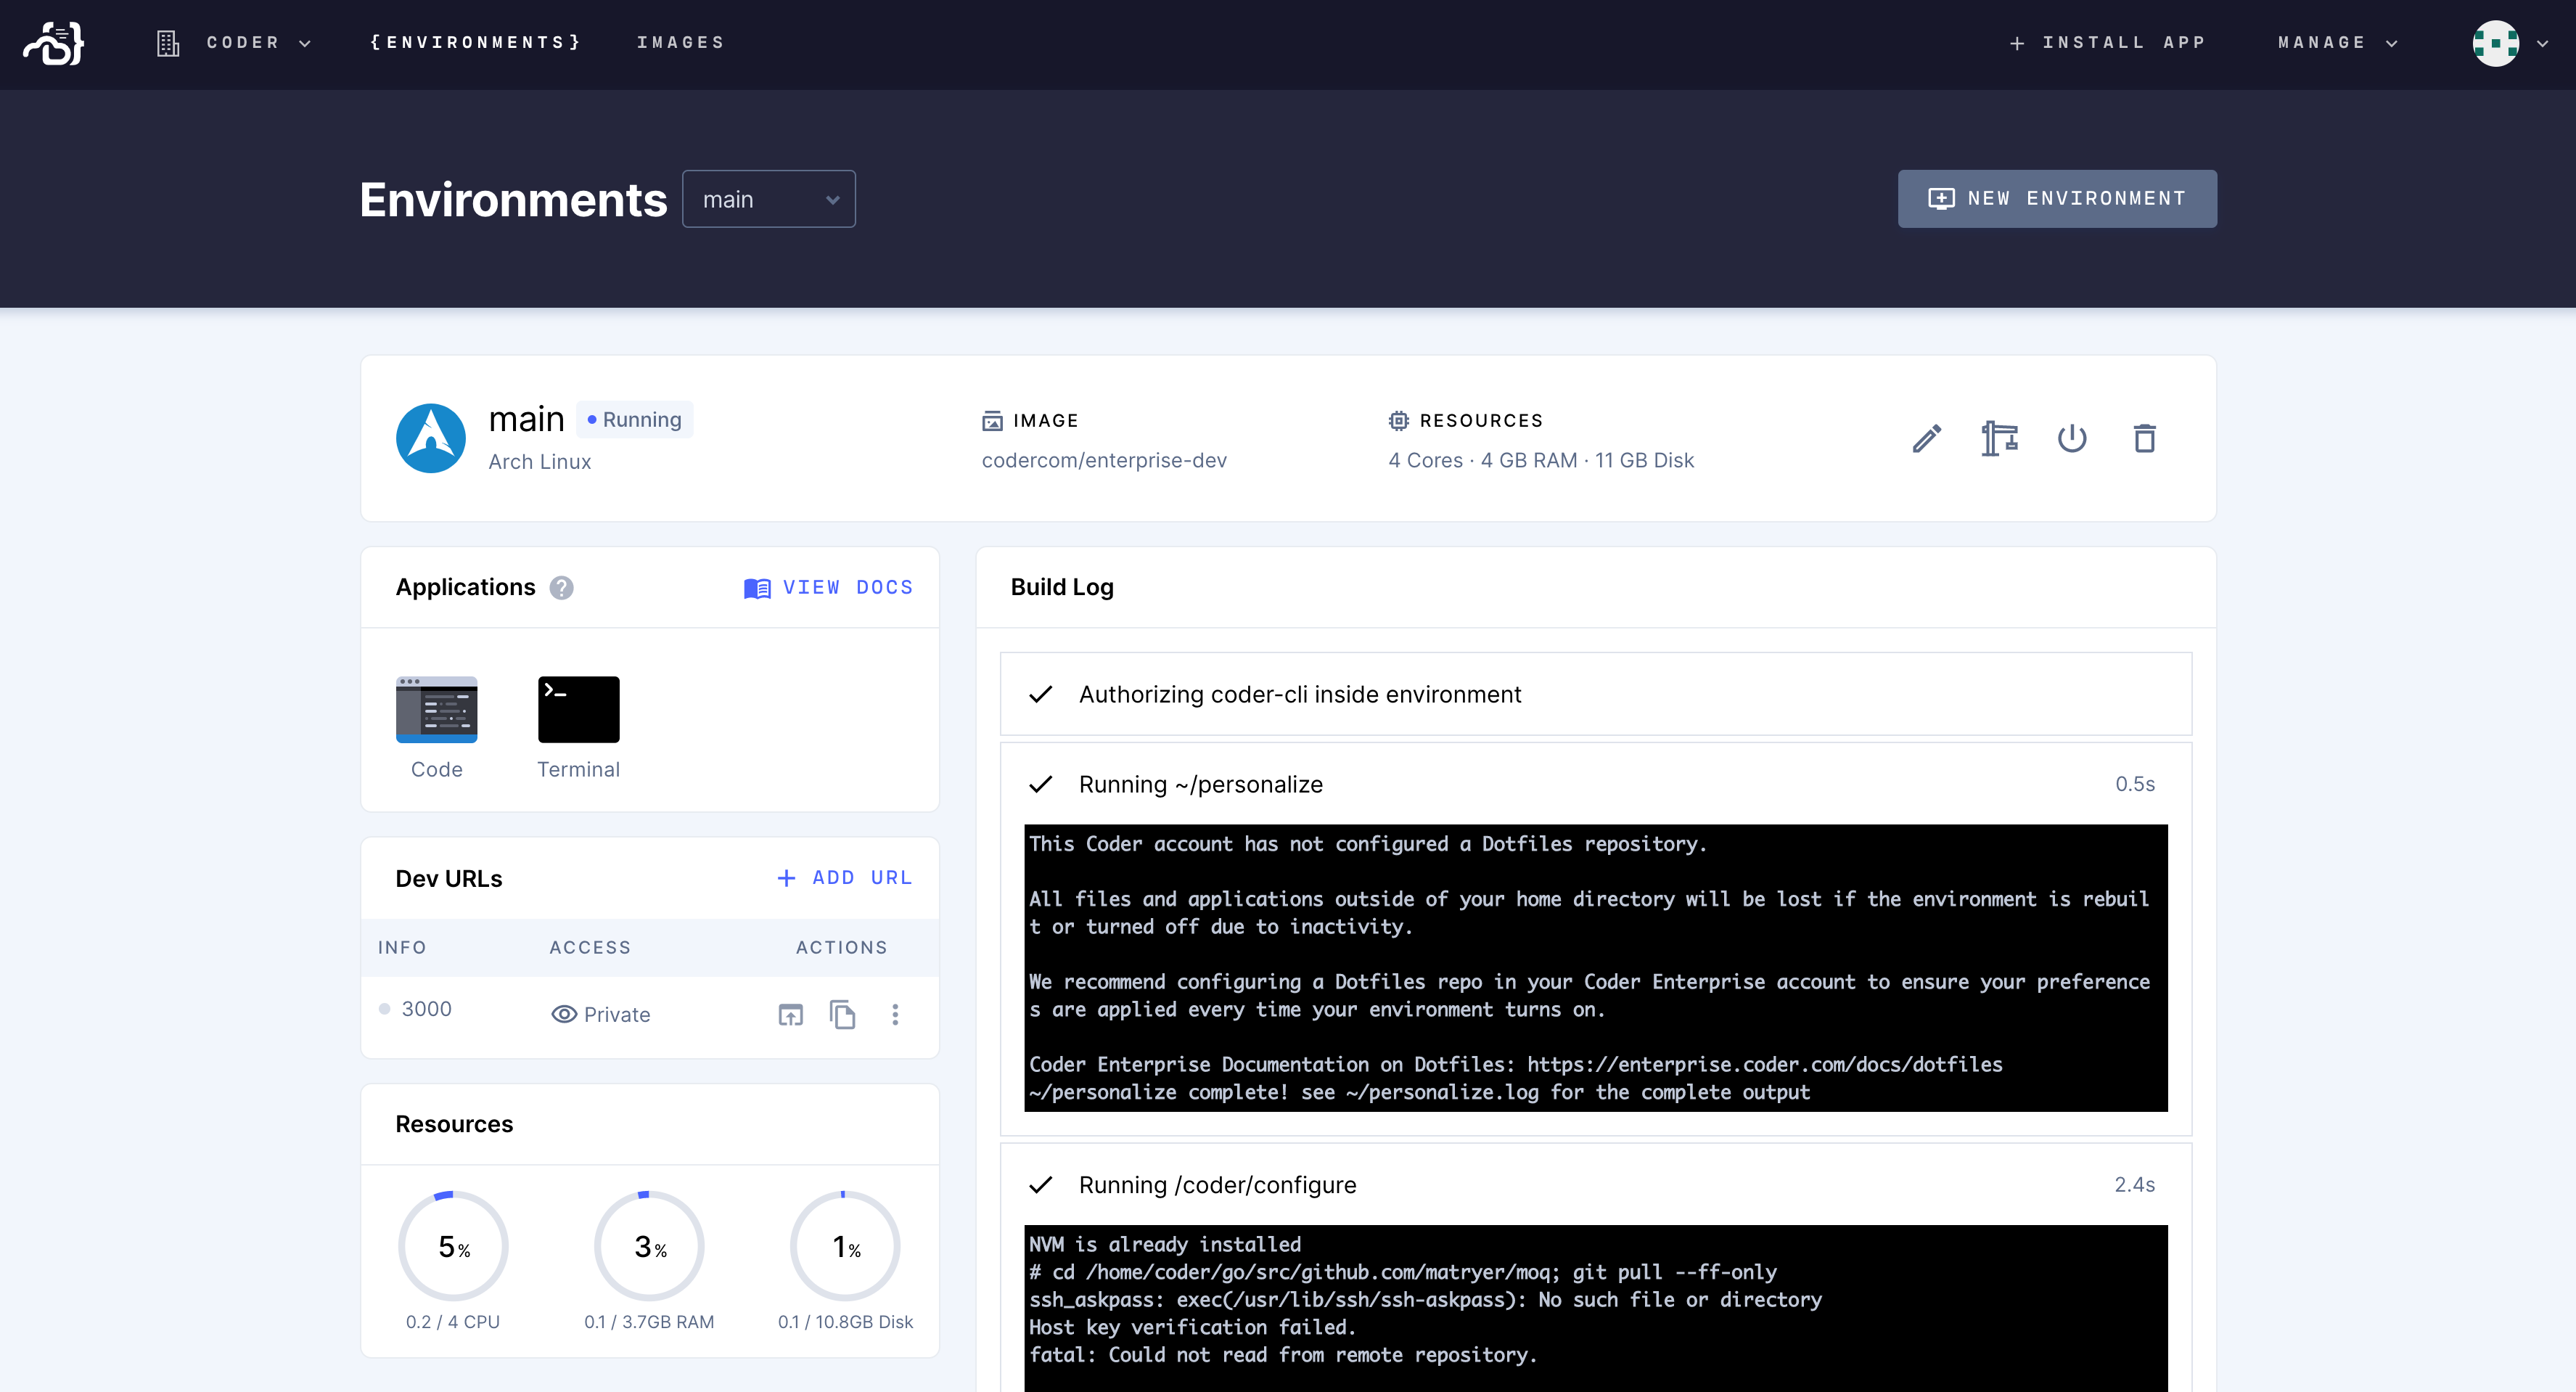 CODER
{ENVIRONMENTS}
IMAGES
+ INSTALL APP
MANAGE
Environments
main
NEW ENVIRONMENT
main
Running
Arch Linux
IMAGE
codercom/enterprise-dev
RESOURCES
4 Cores · 4 GB RAM · 11 GB Disk
Applications
?
VIEW DOCS
Code
Terminal
Dev URLs
+ ADD URL
INFO
ACCESS
ACTIONS
3000
Private
Resources
5%
0.2 / 4 CPU
3%
0.1 / 3.7GB RAM
1%
0.1 / 10.8GB Disk
Build Log
Authorizing coder-cli inside environment
Running ~/personalize
0.5s
This Coder account has not configured a Dotfiles repository.
All files and applications outside of your home directory will be lost if the environment is rebuil
t or turned off due to inactivity.
We recommend configuring a Dotfiles repo in your Coder Enterprise account to ensure your preference
s are applied every time your environment turns on.
Coder Enterprise Documentation on Dotfiles: https://enterprise.coder.com/docs/dotfiles
~/personalize complete! see ~/personalize.log for the complete output
Running /coder/configure
2.4s
NVM is already installed
# cd /home/coder/go/src/github.com/matryer/moq; git pull --ff-only
ssh_askpass: exec(/usr/lib/ssh/ssh-askpass): No such file or directory
Host key verification failed.
fatal: Could not read from remote repository.